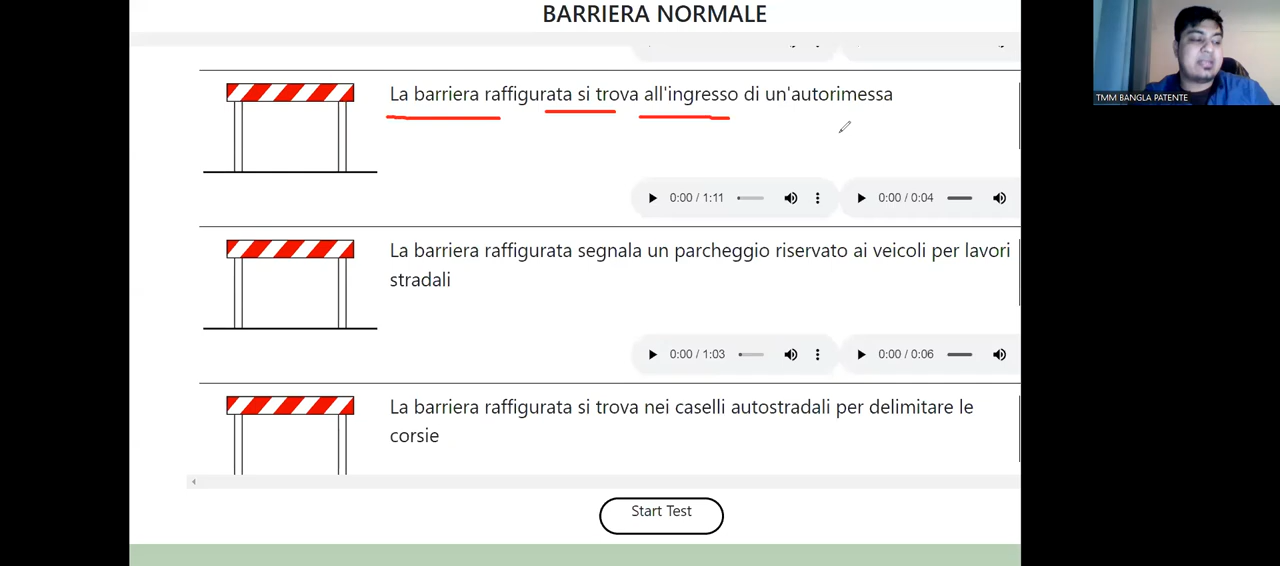 BARRIERA NORMALE
TMM BANGLA PATENTE
La barriera raffigurata si trova all'ingresso di un'autorimessa
0:00 / 1:11
0:00 / 0:04
La barriera raffigurata segnala un parcheggio riservato ai veicoli per lavori
stradali
0:00 / 1:03
0:00 / 0:06
La barriera raffigurata si trova nei caselli autostradali per delimitare le
corsie
Start Test